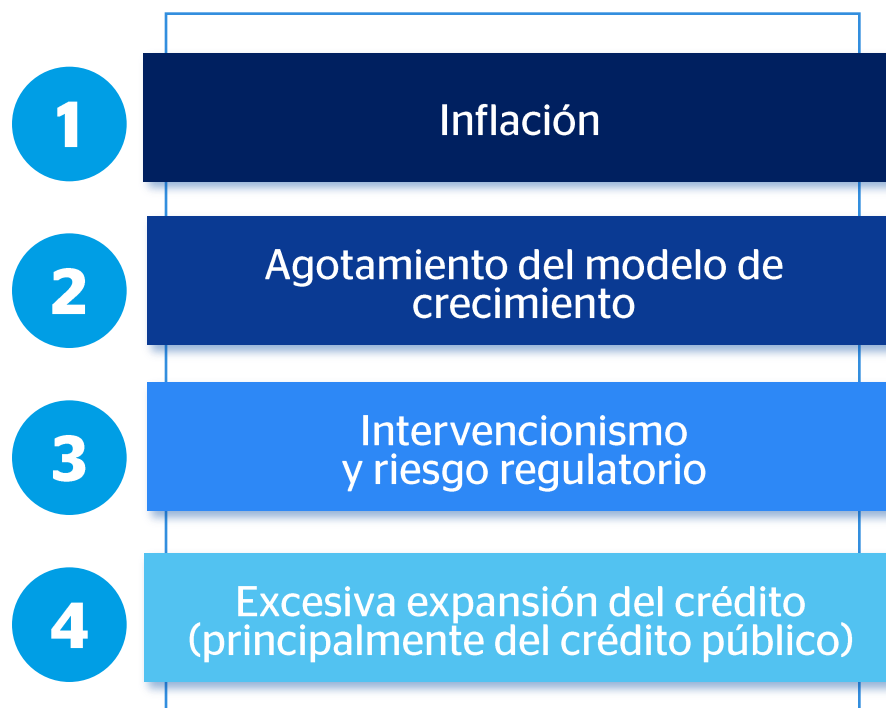 1
Inflación
2
Agotamiento del modelo de
crecimiento
3
Intervencionismo
y riesgo regulatorio
4
Excesiva expansión del crédito
(principalmente del crédito público)